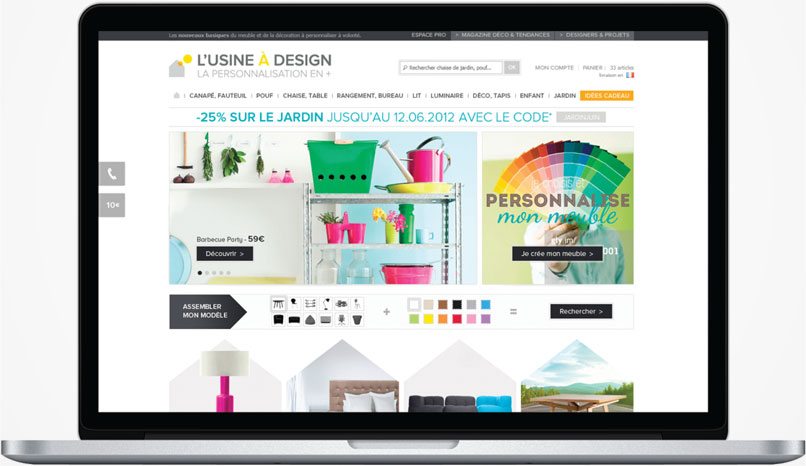 Les nouveaux basiques du meuble et de la décoration à personnaliser à volonté.
ESPACE PRO > MAGAZINE DÉCO & TENDANCES > DESIGNERS & PROJETS
L'USINE À DESIGN
LA PERSONNALISATION EN +
Rechercher chaise de jardin, pouf... OK
MON COMPTE PANIER : 33 articles
livraison en
CANAPÉ, FAUTEUIL POUF CHAISE, TABLE RANGEMENT, BUREAU LIT LUMINAIRE DÉCO, TAPIS ENFANT JARDIN IDÉES CADEAU
-25% SUR LE JARDIN JUSQU'AU 12.06.2012 AVEC LE CODE* JARDINJUIN
10€
PERSONNALISE
mon meuble
Barbecue Party - 59€
Découvrir >
001
Je crée mon meuble >
ASSEMBLER
MON MODÈLE
+ =
Rechercher >